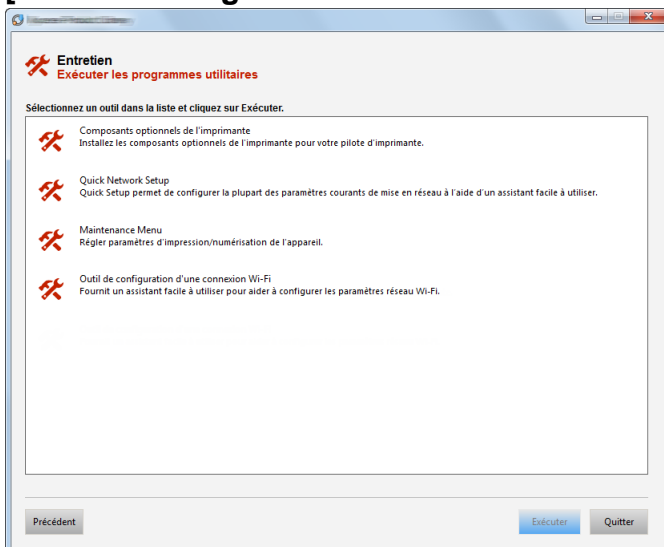 Entretien
Exécuter les programmes utilitaires
Sélectionnez un outil dans la liste et cliquez sur Exécuter.
Composants optionnels de l'imprimante
Installez les composants optionnels de l'imprimante pour votre pilote d'imprimante.
Quick Network Setup
Quick Setup permet de configurer la plupart des paramètres courants de mise en réseau à l'aide d'un assistant facile à utiliser.
Maintenance Menu
Régler paramètres d'impression/numérisation de l'appareil.
Outil de configuration d'une connexion Wi-Fi
Fournit un assistant facile à utiliser pour aider à configurer les paramètres réseau Wi-Fi.
Précédent Exécuter Quitter